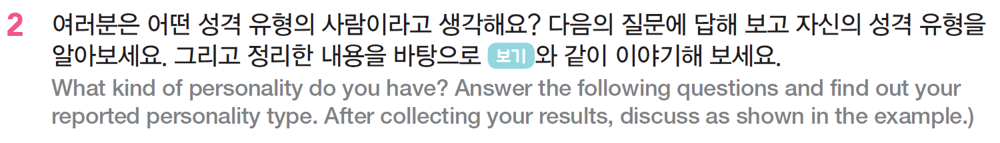 2 여러분은 어떤 성격 유형의 사람이라고 생각해요? 다음의 질문에 답해 보고 자신의 성격 유형을
알아보세요. 그리고 정리한 내용을 바탕으로 보기와 같이 이야기해 보세요.
What kind of personality do you have? Answer the following questions and find out your
reported personality type. After collecting your results, discuss as shown in the example.)